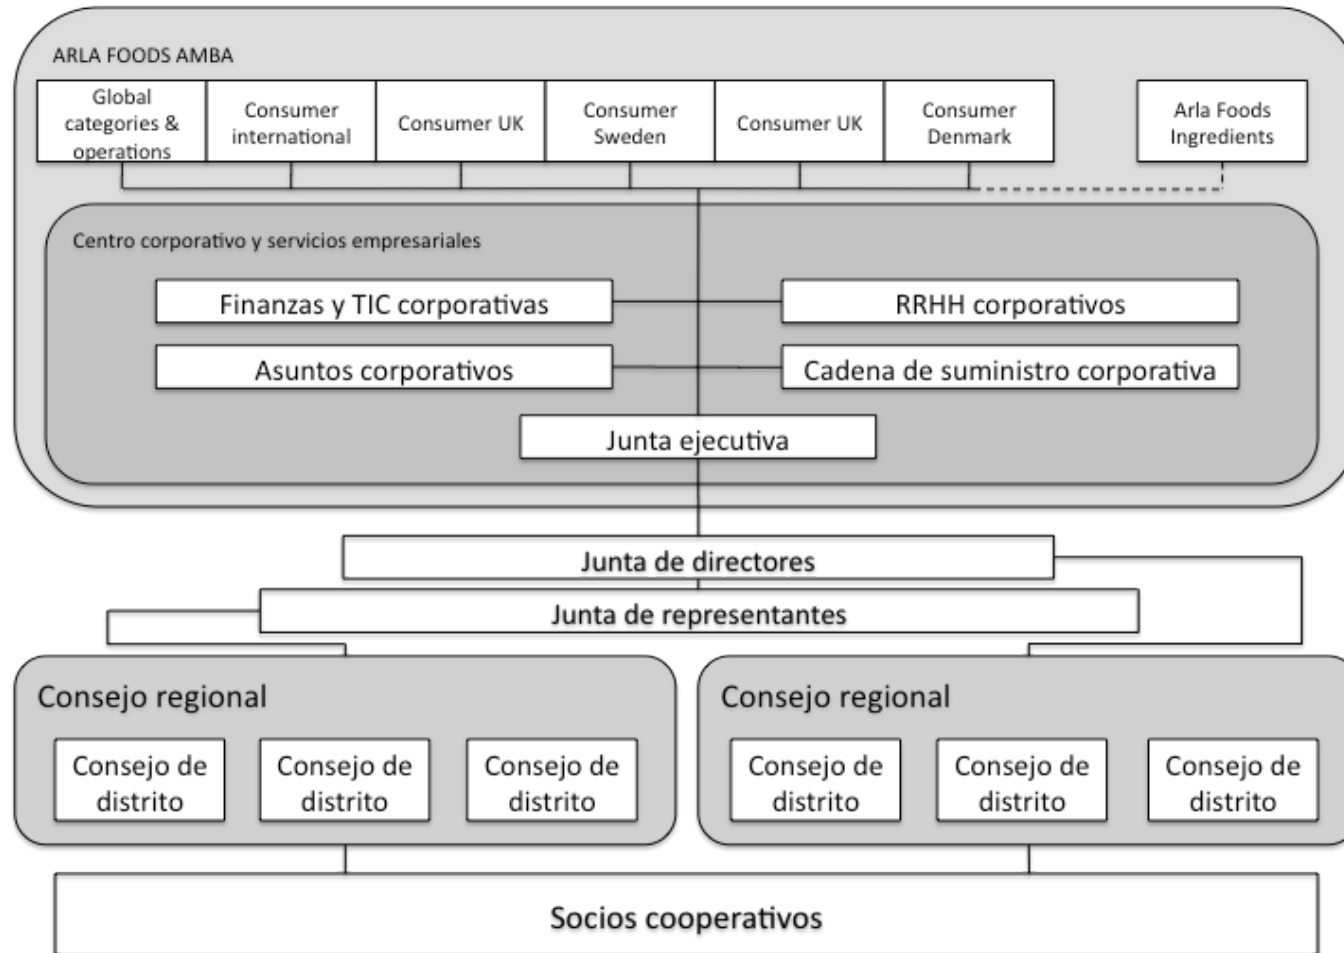 ARLA FOODS AMBA
Global
categories &
operations
Consumer
international
Consumer UK
Consumer
Sweden
Consumer UK
Consumer
Denmark
Arla Foods
Ingredients
Centro corporativo y servicios empresariales
Finanzas y TIC corporativas
RRHH corporativos
Asuntos corporativos
Cadena de suministro corporativa
Junta ejecutiva
Junta de directores
Junta de representantes
Consejo regional
Consejo de
distrito
Consejo de
distrito
Consejo de
distrito
Consejo regional
Consejo de
distrito
Consejo de
distrito
Consejo de
distrito
Socios cooperativos